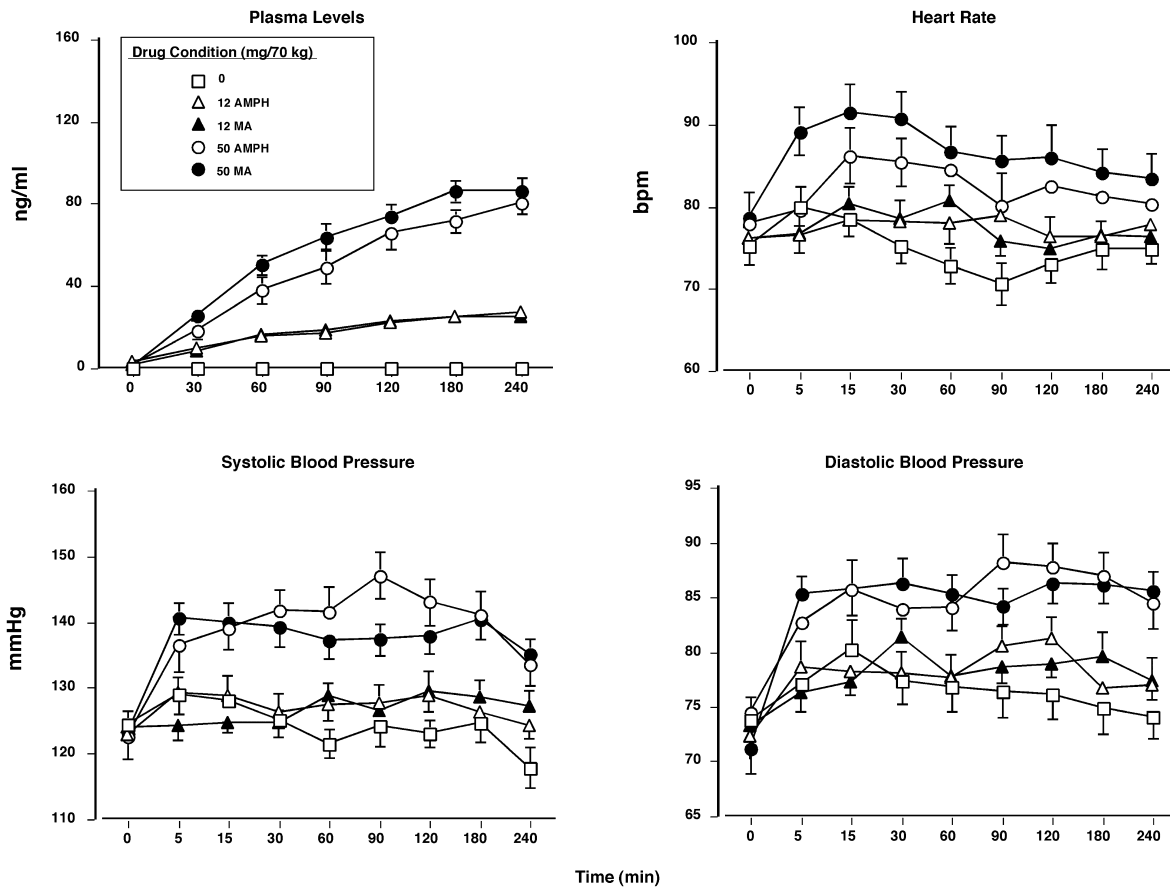 Plasma Levels
160
120
80
40
0
ng/ml
Drug Condition (mg/70 kg)
0
12 AMPH
12 MA
50 AMPH
50 MA
0 30 60 90 120 180 240
Heart Rate
100
90
80
70
60
bpm
0 5 15 30 60 90 120 180 240
Systolic Blood Pressure
160
150
140
130
120
110
mmHg
0 5 15 30 60 90 120 180 240
Diastolic Blood Pressure
95
90
85
80
75
70
65
0 5 15 30 60 90 120 180 240
Time (min)